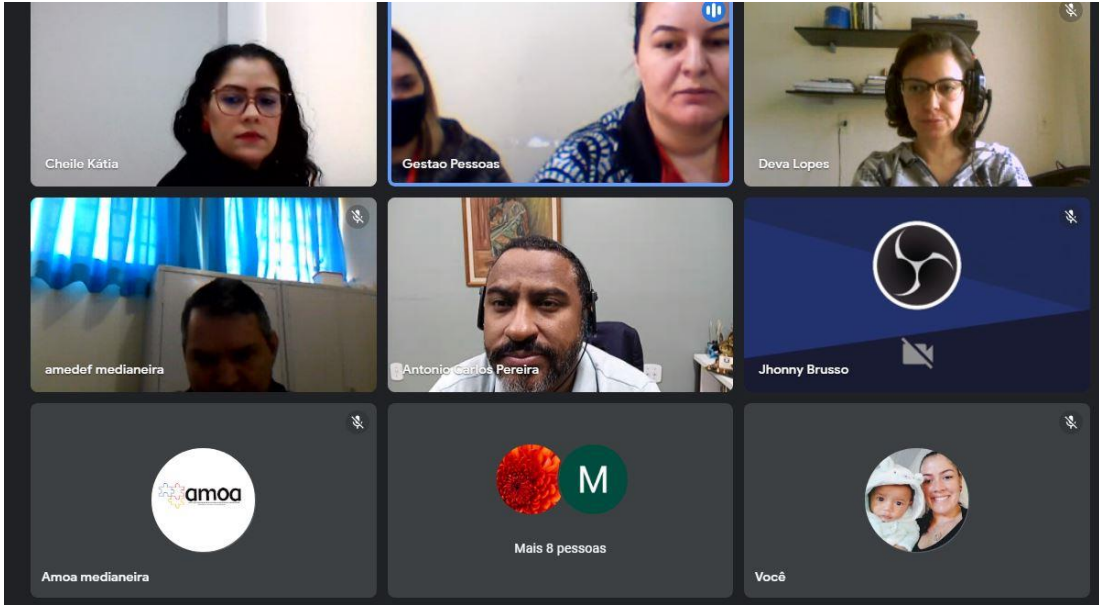 Cheile Kátia
Gestao Pessoas
Deva Lopes
amedef medianeira
Antonio Carlos Pereira
Jhonny Brusso
amoa
M
Amoa medianeira
Mais 8 pessoas
Você